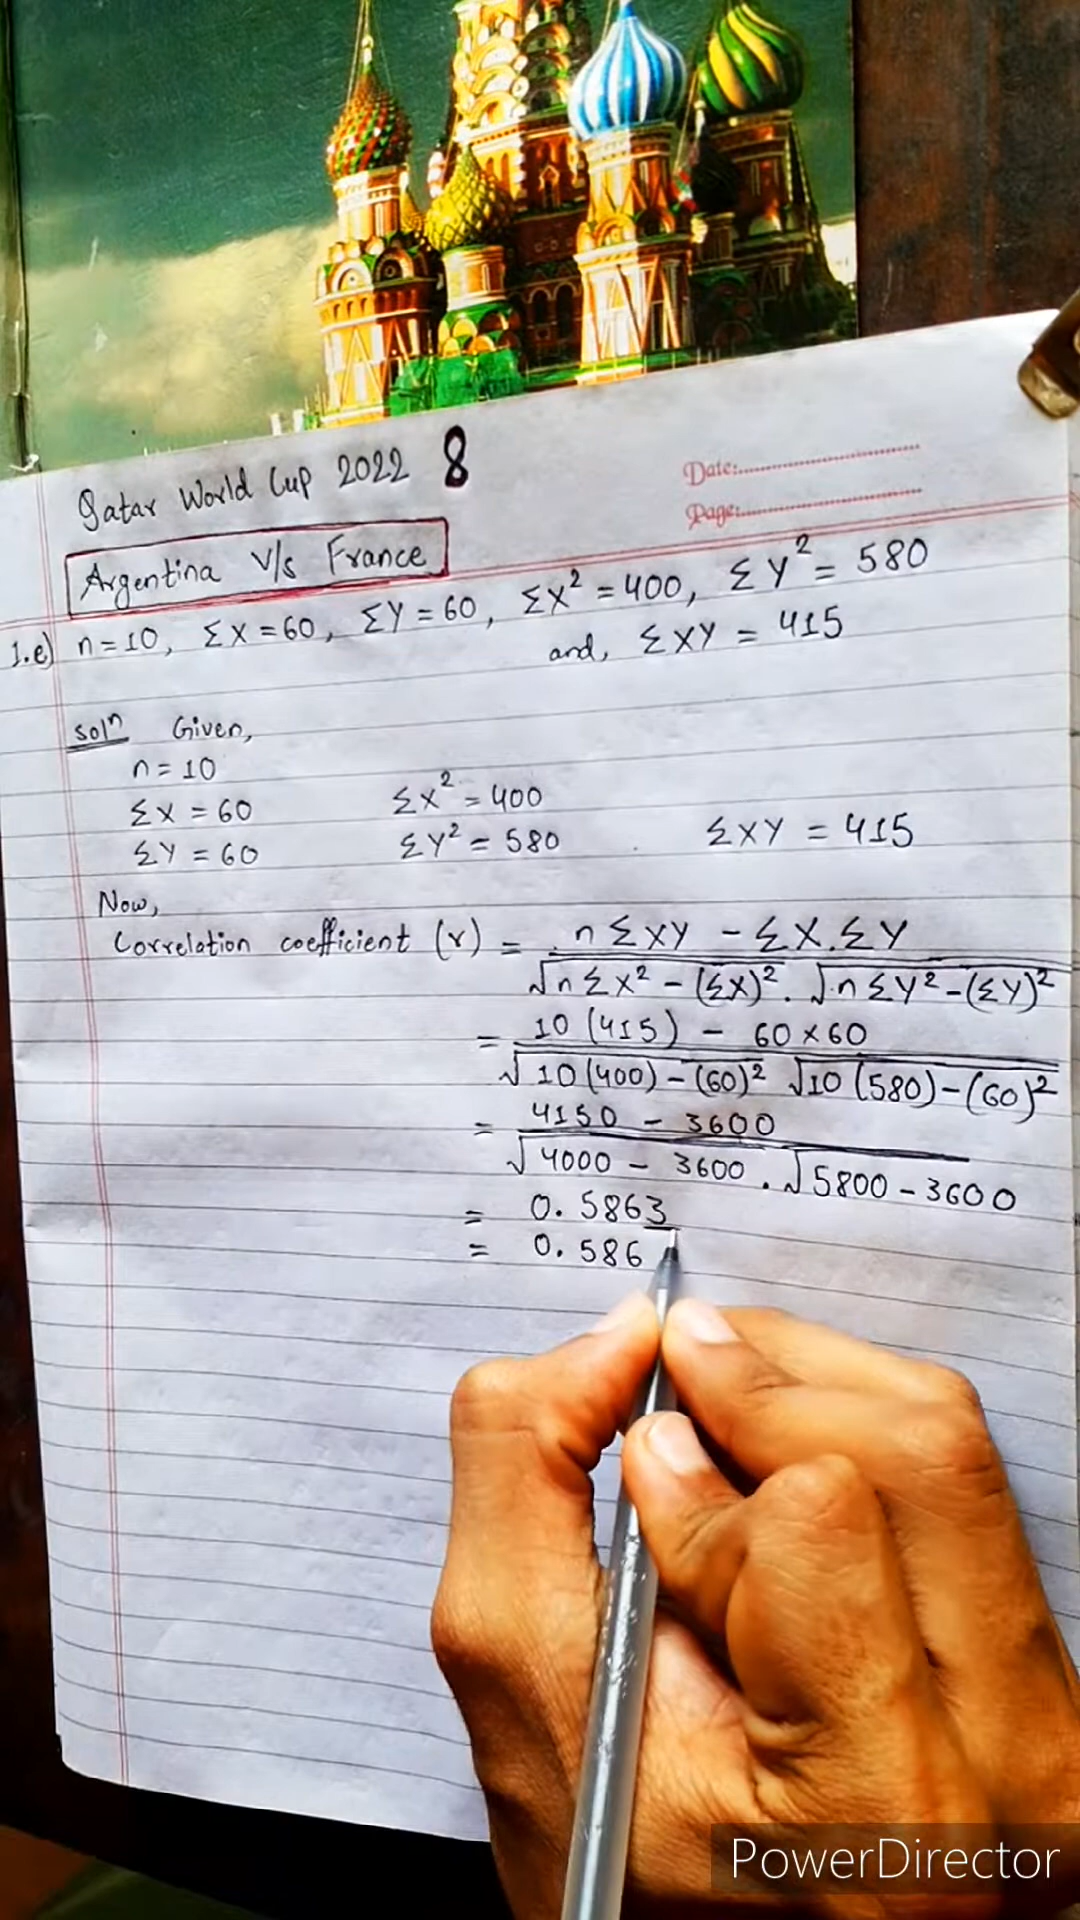 Qatar World Cup 2022 8
Date:
Page:
Argentina V/s France
1.e) n=10, ΣX=60, ΣY=60, ΣX²=400, ΣY²=580
and, ΣXY = 415
Solⁿ Given,
n=10
ΣX = 60 ΣX² = 400
ΣY = 60 ΣY² = 580 ΣXY = 415
Now,
Correlation coefficient (r) = nΣXY - ΣX.ΣY
√nΣX² - (ΣX)² . √nΣY² - (ΣY)²
= 10(415) - 60×60
√10(400) - (60)² √10(580) - (60)²
= 4150 - 3600
√4000 - 3600 . √5800 - 3600
= 0.5863
= 0.586
PowerDirector